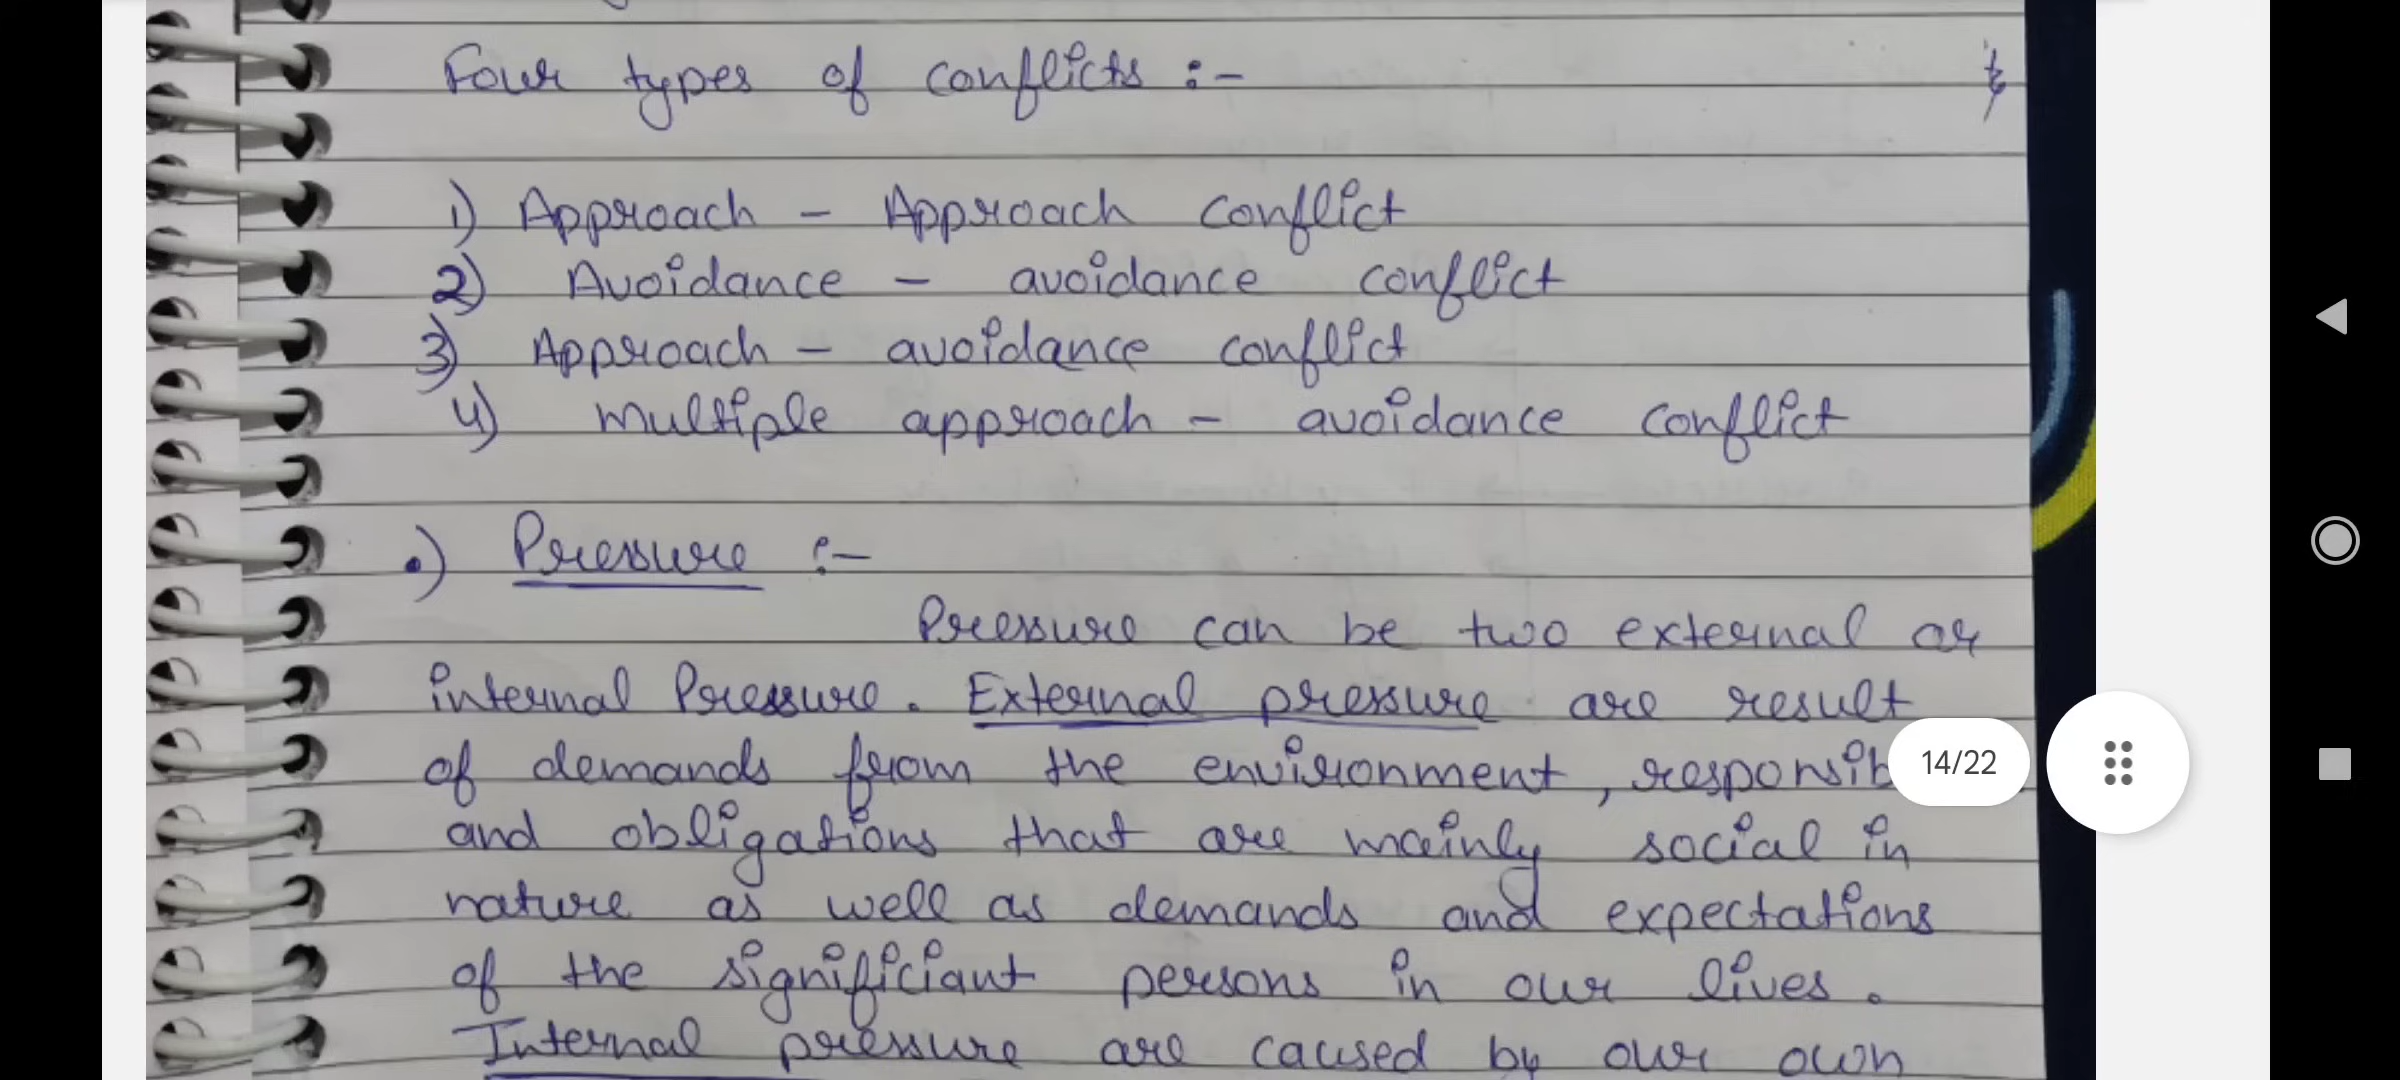 Four types of conflicts :-
1) Approach - Approach conflict
2) Avoidance - avoidance conflict
3) Approach - avoidance conflict
4) Multiple approach - avoidance conflict
.) Pressure :-
Pressure can be two external or
internal Pressure. External pressure are result
of demands from the environment, responsib
14/22
and obligations that are mainly social in
nature as well as demands and expectations
of the significiant persons in our lives.
Internal pressure are caused by our own